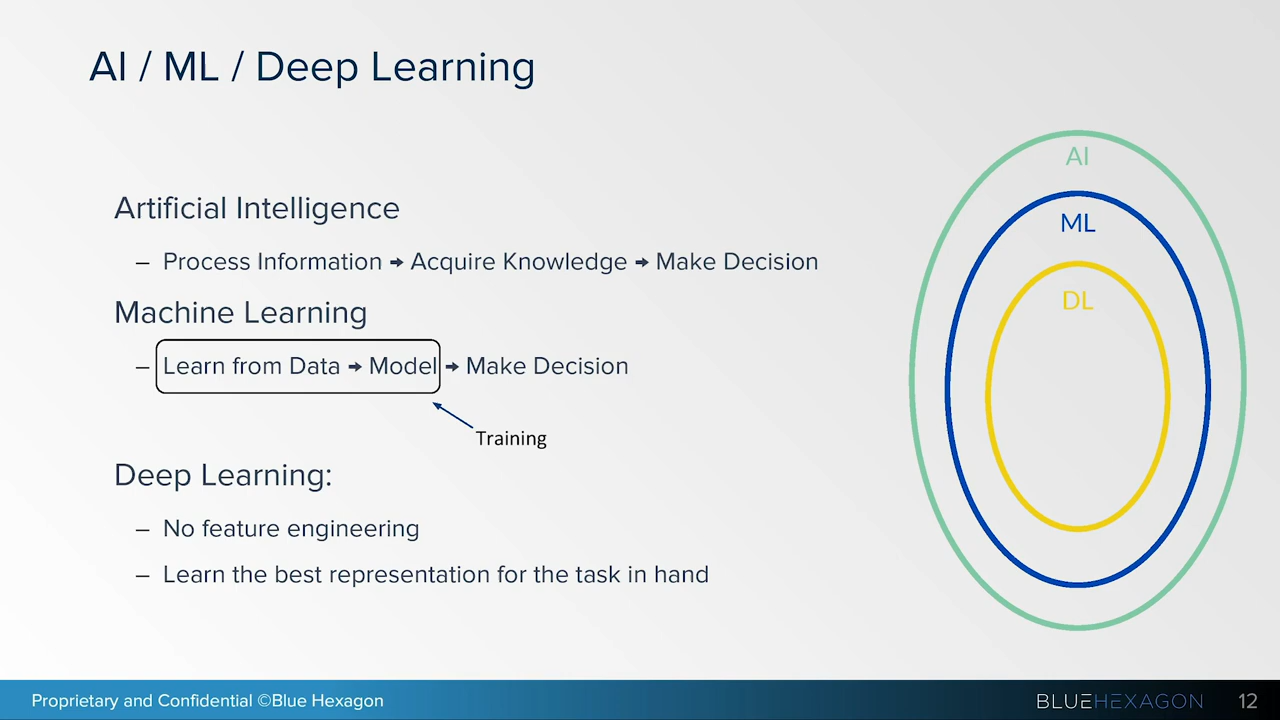 AI / ML / Deep Learning
Artificial Intelligence
– Process Information → Acquire Knowledge → Make Decision
Machine Learning
– Learn from Data → Model → Make Decision
Training
Deep Learning:
– No feature engineering
– Learn the best representation for the task in hand
AI
ML
DL
Proprietary and Confidential ©Blue Hexagon
BLUEHEXAGON
12